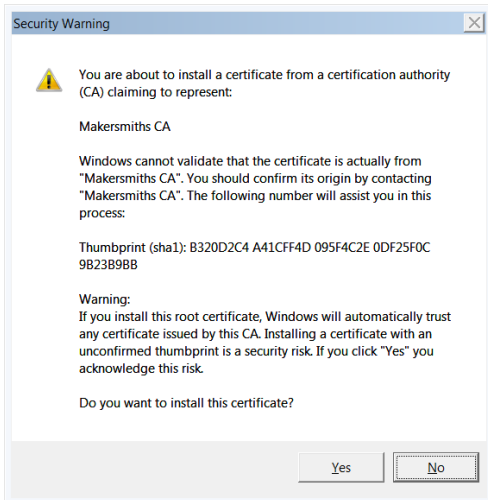 Security Warning
You are about to install a certificate from a certification authority
(CA) claiming to represent:
Makersmiths CA
Windows cannot validate that the certificate is actually from
"Makersmiths CA". You should confirm its origin by contacting
"Makersmiths CA". The following number will assist you in this
process:
Thumbprint (sha1): B320D2C4 A41CFF4D 095F4C2E 0DF25F0C
9B23B9BB
Warning:
If you install this root certificate, Windows will automatically trust
any certificate issued by this CA. Installing a certificate with an
unconfirmed thumbprint is a security risk. If you click "Yes" you
acknowledge this risk.
Do you want to install this certificate?
Yes
No